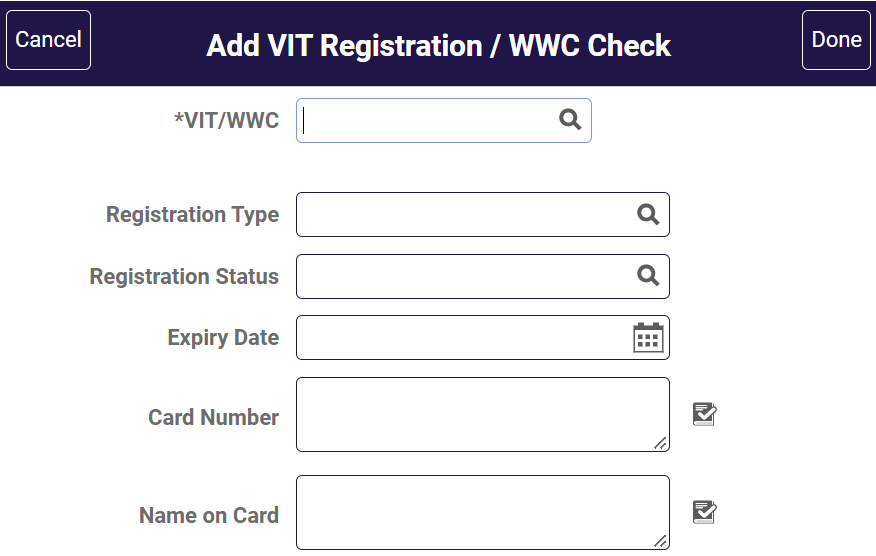 Cancel
Add VIT Registration / WWC Check
Done
*VIT/WWC
Registration Type
Registration Status
Expiry Date
Card Number
Name on Card